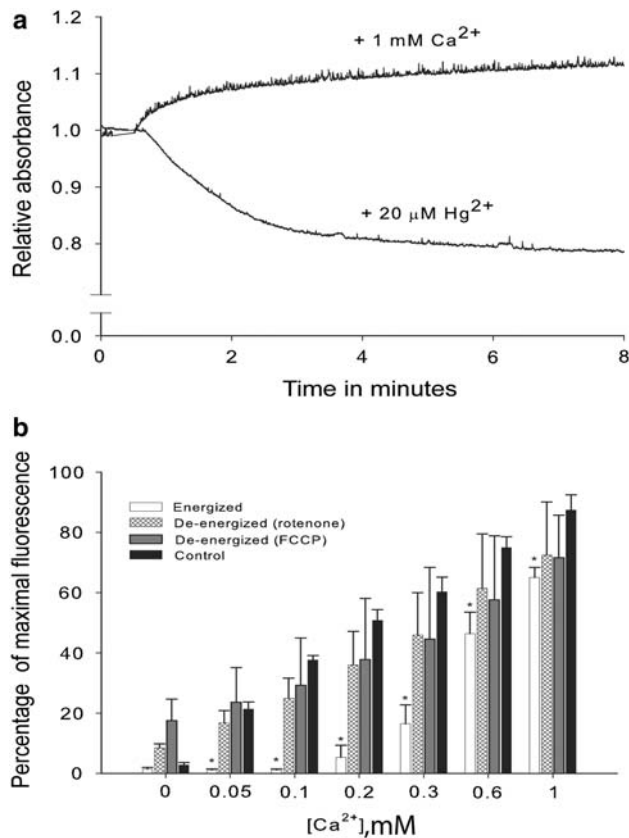 a
+ 1 mM Ca2+
1.2
1.1
1.0
0.9
0.8
0.0
Relative absorbance
+ 20 µM Hg2+
0 2 4 6 8
Time in minutes
b
100
80
60
40
20
0
Percentage of maximal fluorescence
Energized
De-energized (rotenone)
De-energized (FCCP)
Control
* * * * * *
0 0.05 0.1 0.2 0.3 0.6 1
[Ca2+],mM